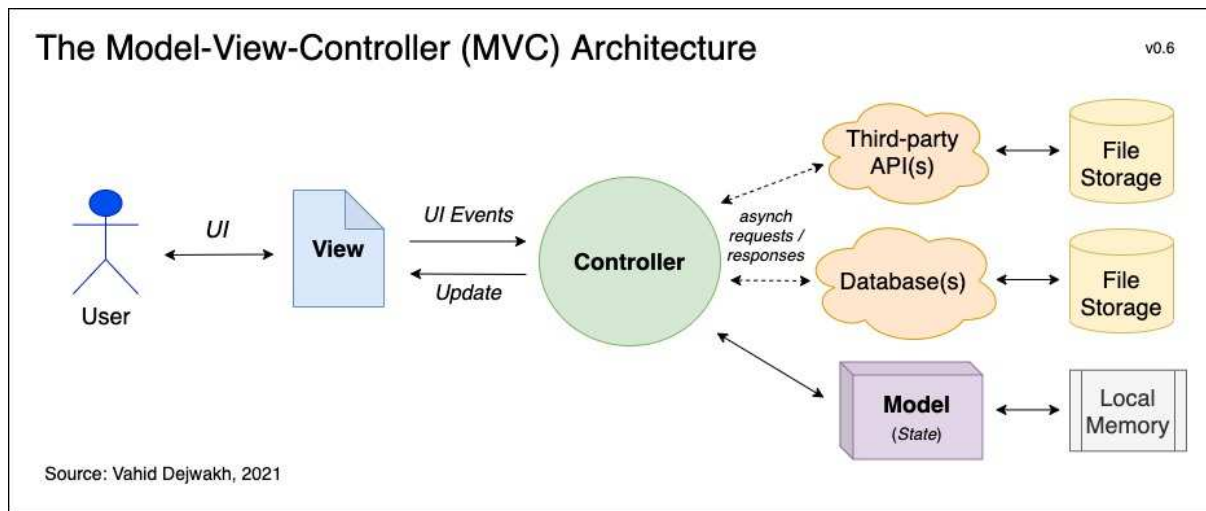 The Model-View-Controller (MVC) Architecture
v0.6
User
UI
View
UI Events
Update
Controller
asynch
requests /
responses
Third-party
API(s)
File
Storage
Database(s)
File
Storage
Model
(State)
Local
Memory
Source: Vahid Dejwakh, 2021